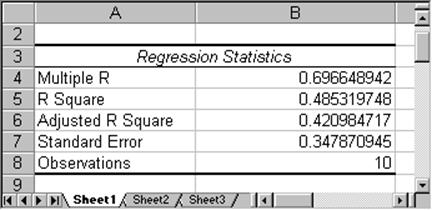 A B
2
3 Regression Statistics
4 Multiple R 0.696648942
5 R Square 0.485319748
6 Adjusted R Square 0.420984717
7 Standard Error 0.347870945
8 Observations 10
9
Sheet1 Sheet2 Sheet3